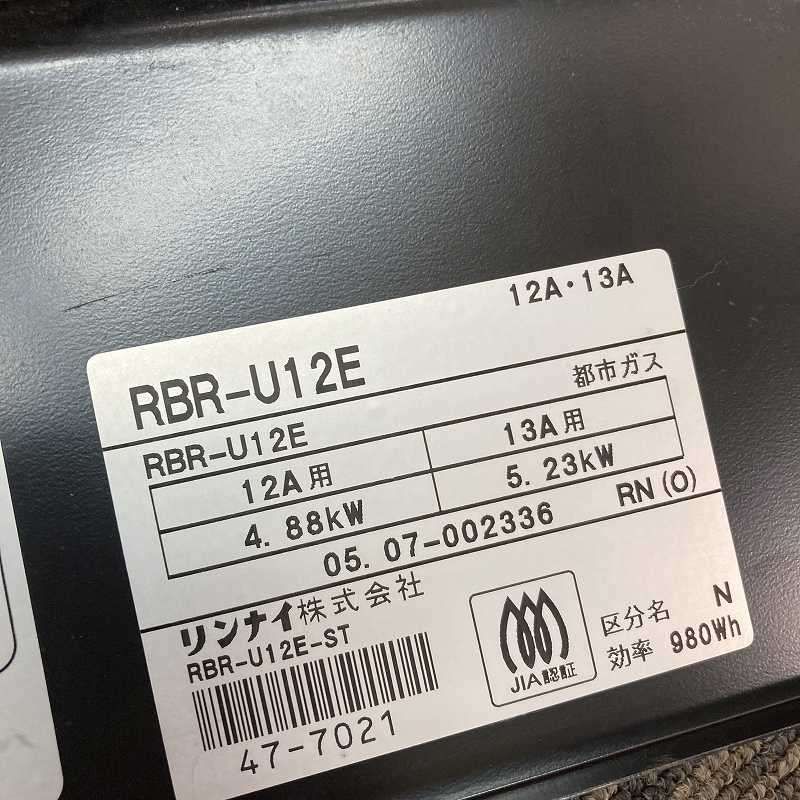 12A・13A
RBR-U12E
都市ガス
RBR-U12E
12A用 13A用
4.88kW 5.23kW
05.07-002336 RN(O)
リンナイ株式会社
RBR-U12E-ST
47-7021
JIA認証
区分名 N
効率 980Wh